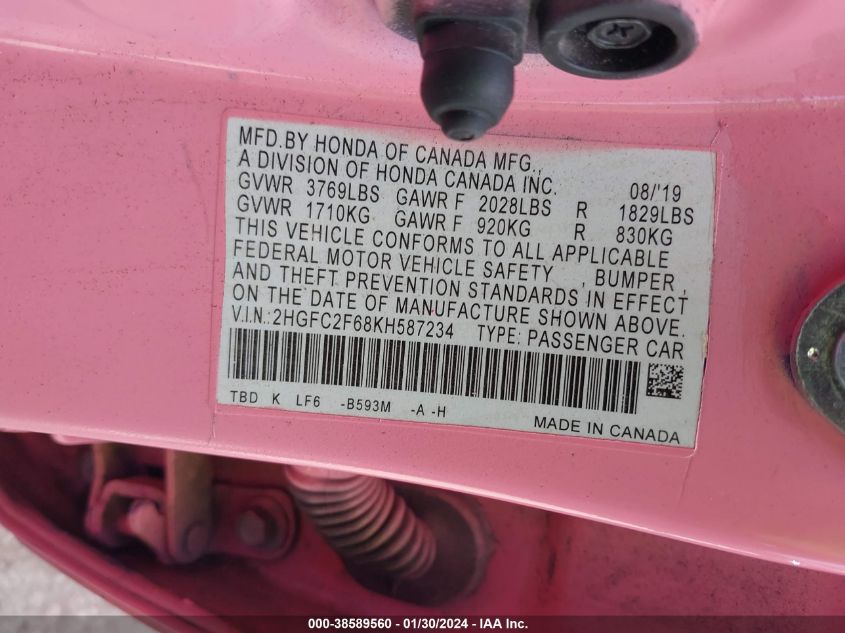 MFD.BY HONDA OF CANADA MFG.,
A DIVISION OF HONDA CANADA INC. 08/'19
GVWR 3769LBS GAWR F 2028LBS R 1829LBS
GVWR 1710KG GAWR F 920KG R 830KG
THIS VEHICLE CONFORMS TO ALL APPLICABLE
FEDERAL MOTOR VEHICLE SAFETY , BUMPER ,
AND THEFT PREVENTION STANDARDS IN EFFECT
ON THE DATE OF MANUFACTURE SHOWN ABOVE.
V.I.N.: 2HGFC2F68KH587234 TYPE: PASSENGER CAR
TBD K LF6 -B593M -A -H
MADE IN CANADA
000-38589560 - 01/30/2024 - IAA Inc.